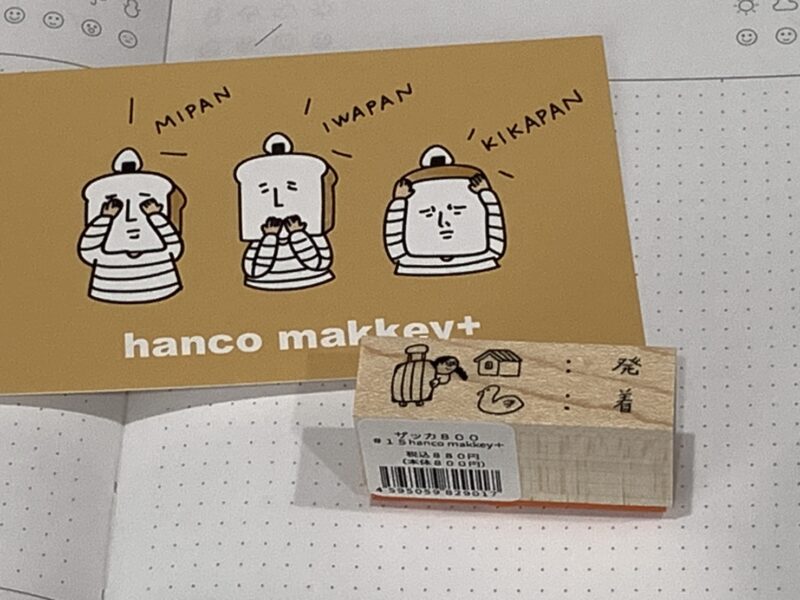 MIPAN
IWAPAN
KIKAPAN
hanco makkey+
: 発
: 着
ザッカ800
#15hanco makkey+
税込880円
(本体800円)
4595059829017